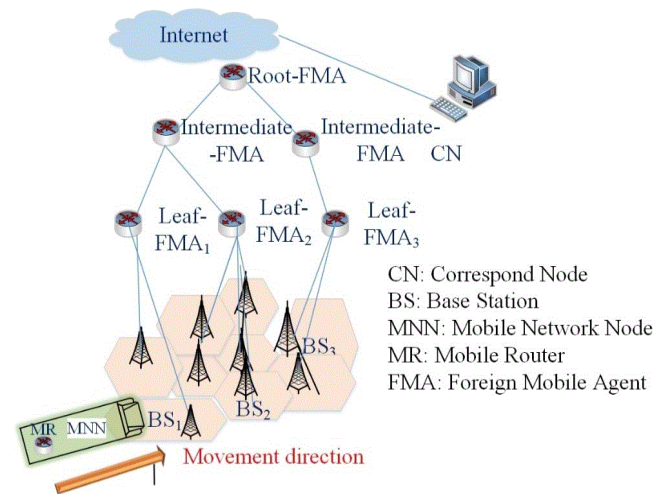 Internet
Root-FMA
Intermediate
-FMA
Intermediate-
FMA CN
Leaf-
FMA1
Leaf-
FMA2
Leaf-
FMA3
CN: Correspond Node
BS: Base Station
MNN: Mobile Network Node
MR: Mobile Router
FMA: Foreign Mobile Agent
BS3
BS2
BS1
MR MNN
Movement direction